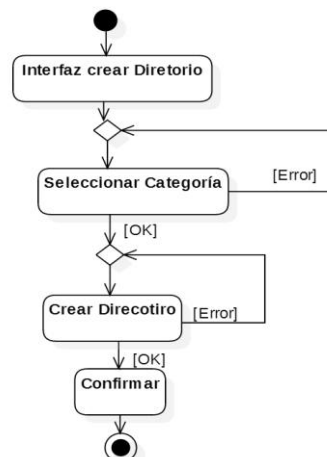 Interfaz crear Diretorio
Seleccionar Categoría
[Error]
[OK]
Crear Direcotiro
[Error]
[OK]
Confirmar